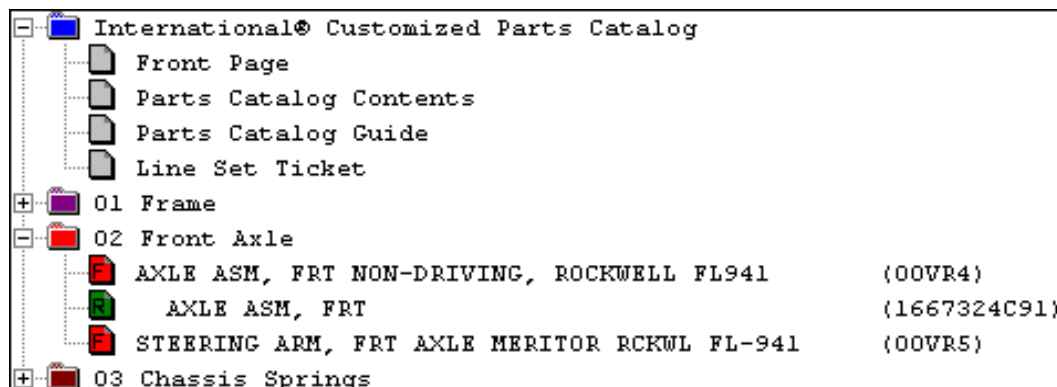 International® Customized Parts Catalog
Front Page
Parts Catalog Contents
Parts Catalog Guide
Line Set Ticket
01 Frame
02 Front Axle
F AXLE ASM, FRT NON-DRIVING, ROCKWELL FL941 (00VR4)
R AXLE ASM, FRT (1667324C91)
F STEERING ARM, FRT AXLE MERITOR RCKWL FL-941 (00VR5)
03 Chassis Springs